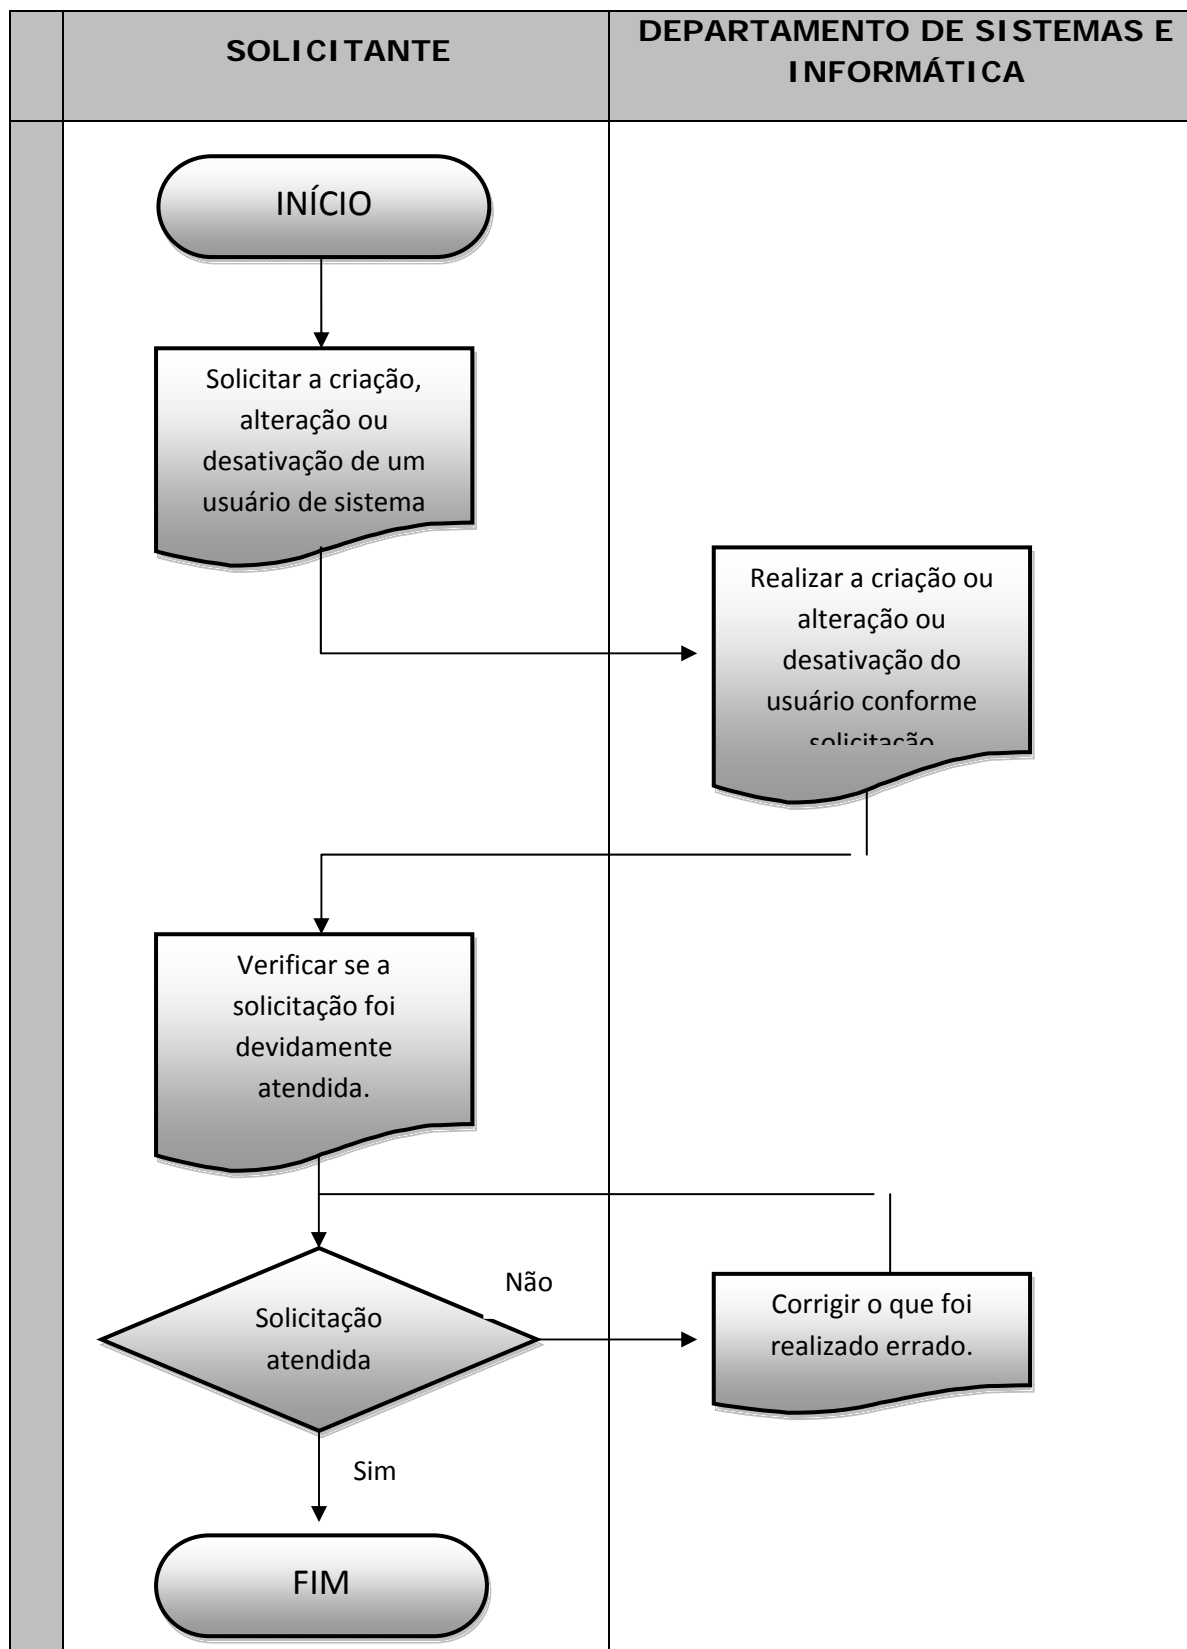 SOLICITANTE
DEPARTAMENTO DE SISTEMAS E
INFORMÁTICA
INÍCIO
Solicitar a criação,
alteração ou
desativação de um
usuário de sistema
Realizar a criação ou
alteração ou
desativação do
usuário conforme
solicitação
Verificar se a
solicitação foi
devidamente
atendida.
Não
Solicitação
atendida
Corrigir o que foi
realizado errado.
Sim
FIM